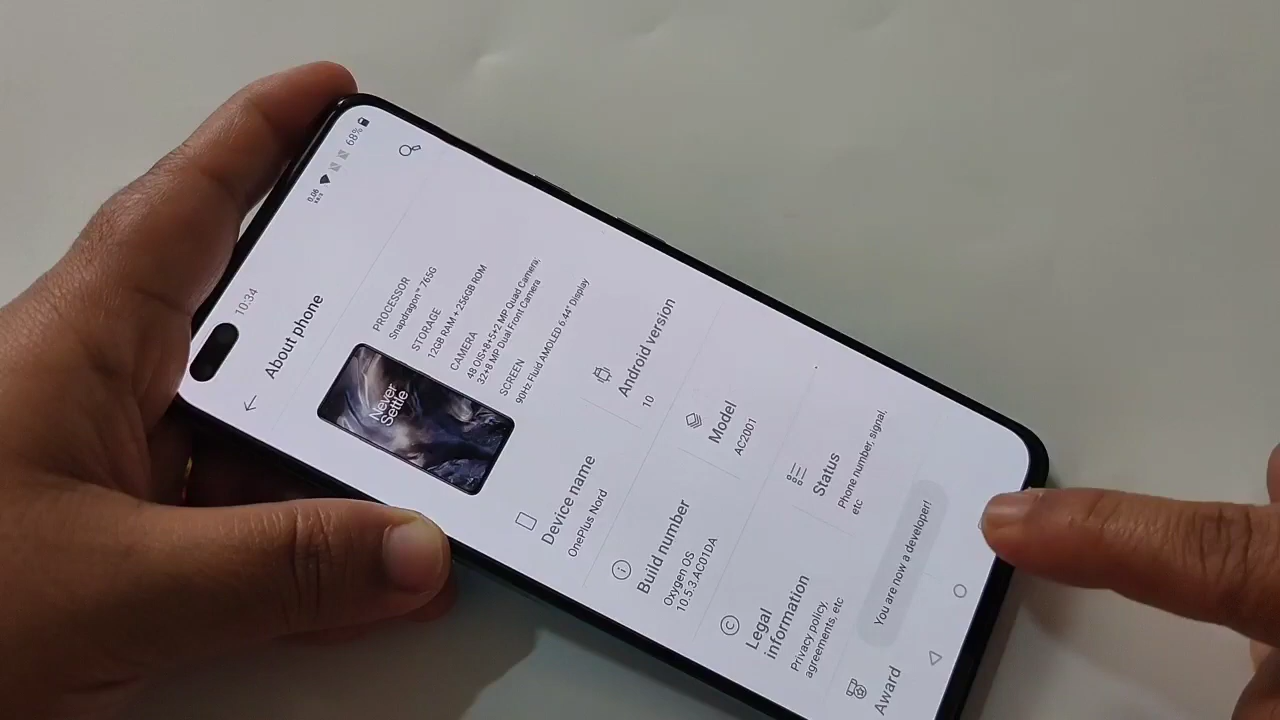 10:34
0.06
KB/S
68%
About phone
Never
Settle
PROCESSOR
Snapdragon™ 765G
STORAGE
12GB RAM + 256GB ROM
CAMERA
48 OIS+8+5+2 MP Quad Camera,
32+8 MP Dual Front Camera
SCREEN
90Hz Fluid AMOLED 6.44" Display
Device name
OnePlus Nord
Android version
10
Build number
Oxygen OS
10.5.3.AC01DA
Model
AC2001
Legal
information
Privacy policy,
agreements, etc
Status
Phone number, signal,
etc
Award
You are now a developer!